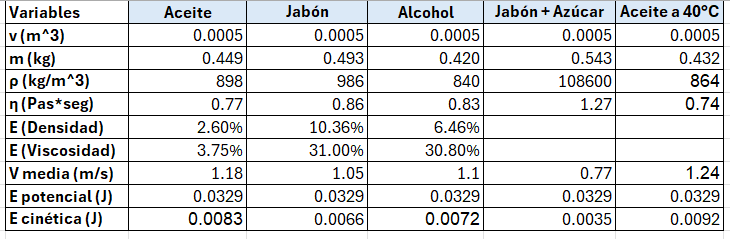 Variables Aceite Jabón Alcohol Jabón + Azúcar Aceite a 40°C
v (m^3) 0.0005 0.0005 0.0005 0.0005 0.0005
m (kg) 0.449 0.493 0.420 0.543 0.432
ρ (kg/m^3) 898 986 840 108600 864
η (Pas*seg) 0.77 0.86 0.83 1.27 0.74
E (Densidad) 2.60% 10.36% 6.46%
E (Viscosidad) 3.75% 31.00% 30.80%
V media (m/s) 1.18 1.05 1.1 0.77 1.24
E potencial (J) 0.0329 0.0329 0.0329 0.0329 0.0329
E cinética (J) 0.0083 0.0066 0.0072 0.0035 0.0092